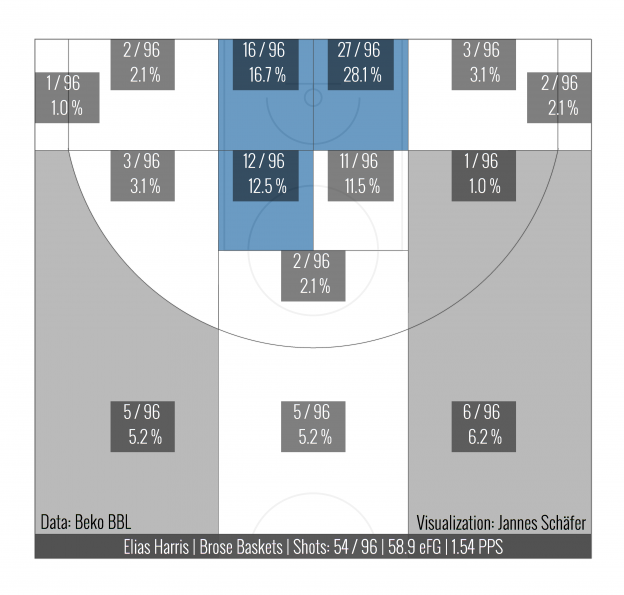 2 / 96
2.1 %
16 / 96
16.7 %
27 / 96
28.1 %
3 / 96
3.1 %
1 / 96
1.0 %
2 / 96
2.1 %
3 / 96
3.1 %
12 / 96
12.5 %
11 / 96
11.5 %
1 / 96
1.0 %
2 / 96
2.1 %
5 / 96
5.2 %
5 / 96
5.2 %
6 / 96
6.2 %
Data: Beko BBL
Visualization: Jannes Schäfer
Elias Harris | Brose Baskets | Shots: 54 / 96 | 58.9 eFG | 1.54 PPS